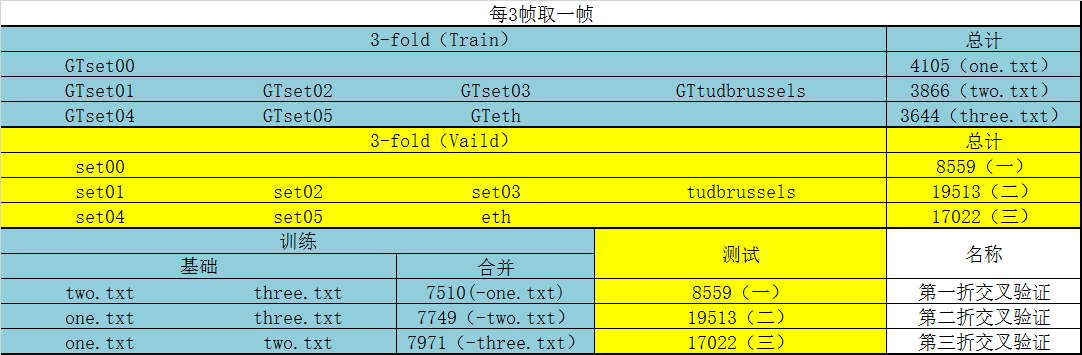 每3帧取一帧
3-fold（Train） 总计
GTset00 4105（one.txt）
GTset01 GTset02 GTset03 GTtudbrussels 3866（two.txt）
GTset04 GTset05 GTeth 3644（three.txt）
3-fold（Vaild） 总计
set00 8559（一）
set01 set02 set03 tudbrussels 19513（二）
set04 set05 eth 17022（三）
训练 测试 名称
基础 合并
two.txt three.txt 7510(-one.txt) 8559（一） 第一折交叉验证
one.txt three.txt 7749（-two.txt） 19513（二） 第二折交叉验证
one.txt two.txt 7971（-three.txt） 17022（三） 第三折交叉验证